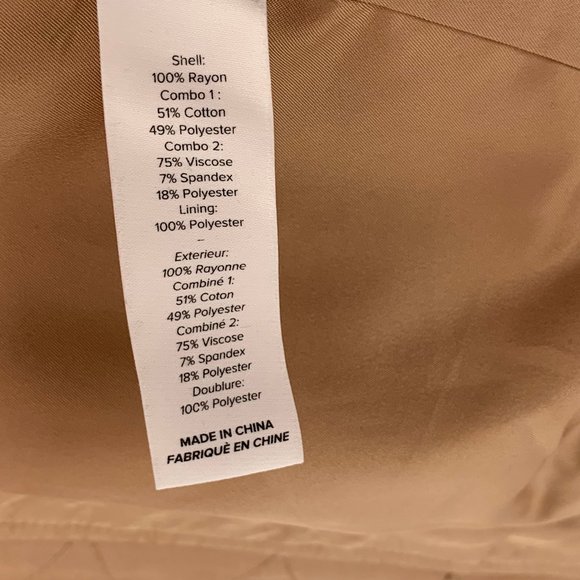 Shell:
100% Rayon
Combo 1 :
51% Cotton
49% Polyester
Combo 2:
75% Viscose
7% Spandex
18% Polyester
Lining:
100% Polyester
–
Exterieur:
100% Rayonne
Combiné 1:
51% Coton
49% Polyester
Combiné 2:
75% Viscose
7% Spandex
18% Polyester
Doublure:
100% Polyester
MADE IN CHINA
FABRIQUÈ EN CHINE